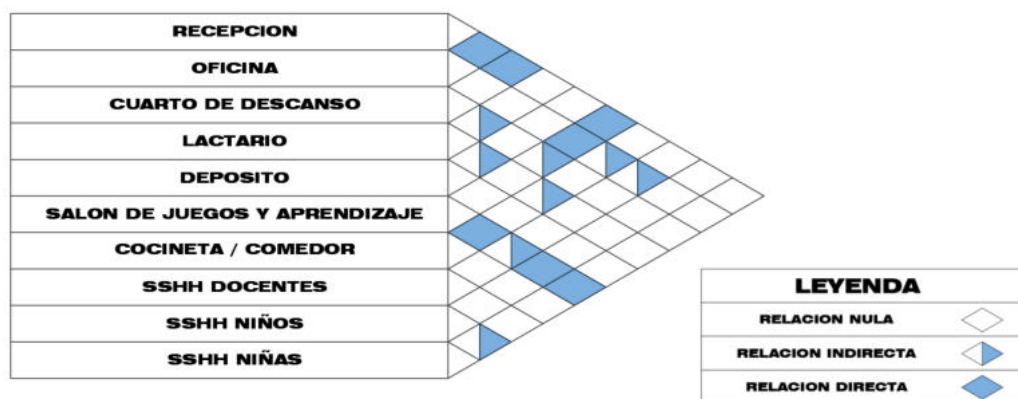 RECEPCION
OFICINA
CUARTO DE DESCANSO
LACTARIO
DEPOSITO
SALON DE JUEGOS Y APRENDIZAJE
COCINETA / COMEDOR
SSHH DOCENTES
SSHH NIÑOS
SSHH NIÑAS
LEYENDA
RELACION NULA
RELACION INDIRECTA
RELACION DIRECTA